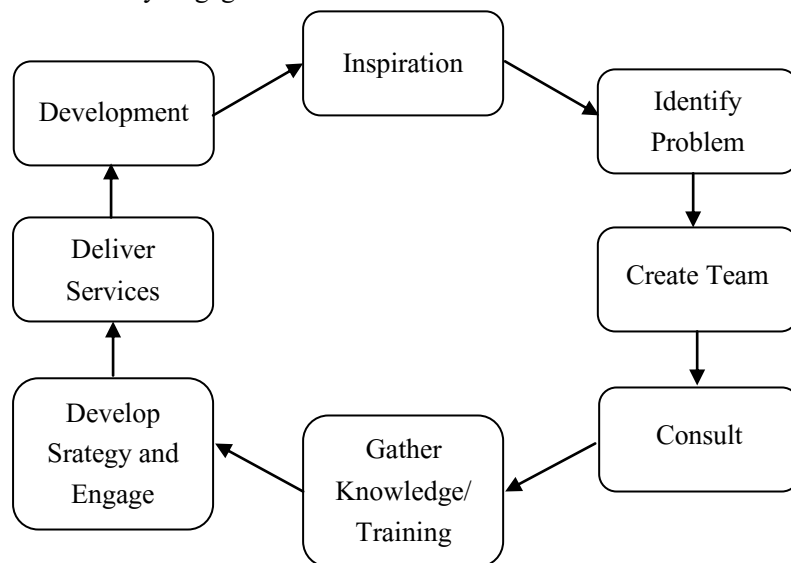 Inspiration
Identify
Problem
Create Team
Consult
Gather
Knowledge/
Training
Develop
Srategy and
Engage
Deliver
Services
Development